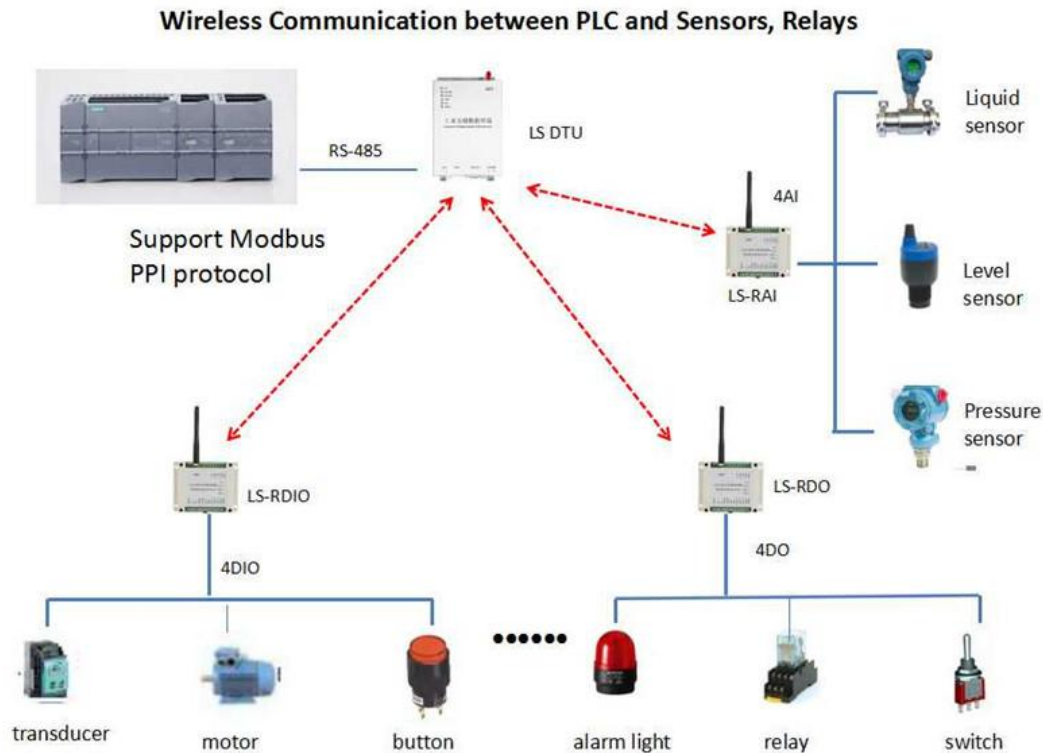 Wireless Communication between PLC and Sensors, Relays
LS DTU
RS-485
Support Modbus
PPI protocol
4AI
LS-RAI
Liquid
sensor
Level
sensor
Pressure
sensor
LS-RDIO
LS-RDO
4DIO
4DO
transducer
motor
button
alarm light
relay
switch